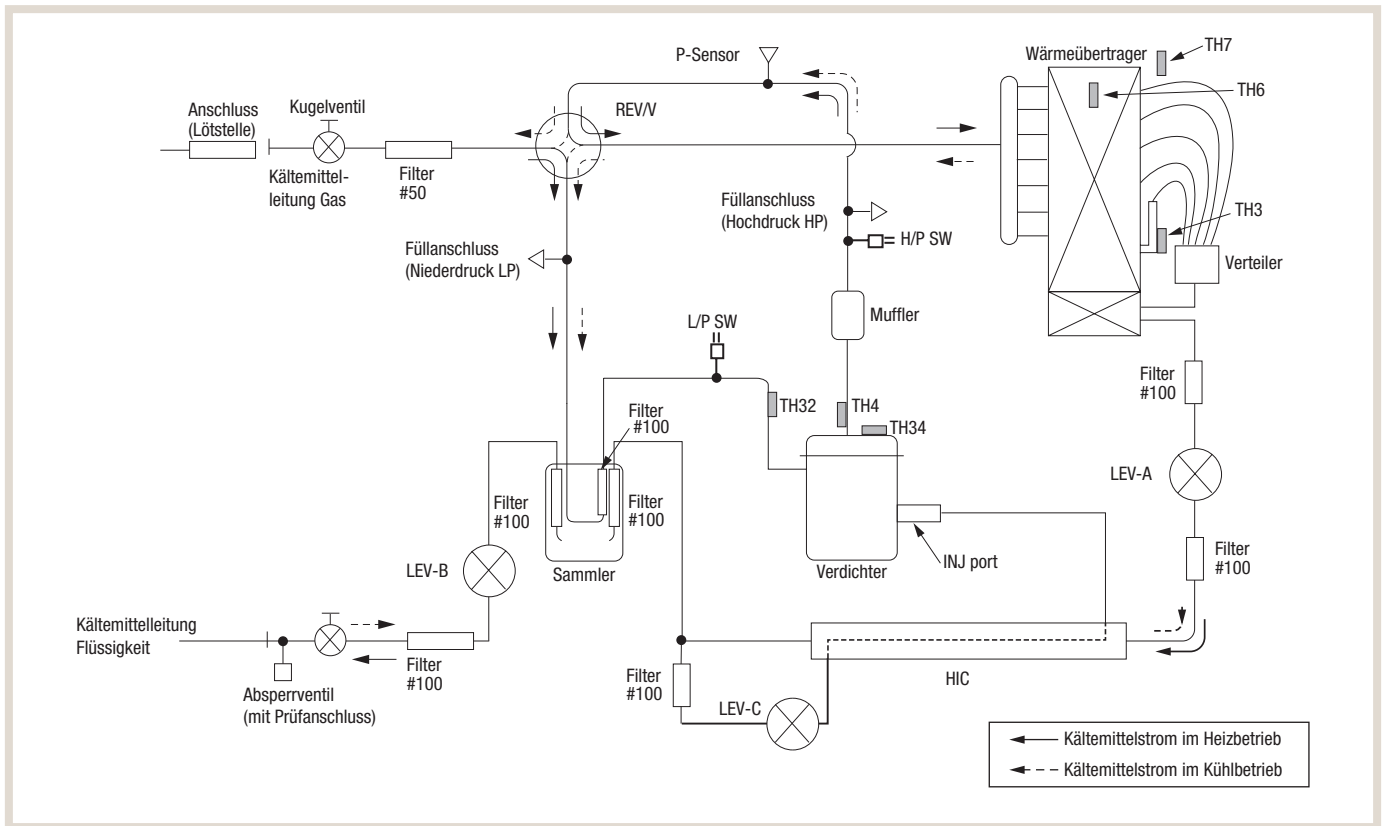 P-Sensor
Wärmeübertrager
TH7
TH6
Anschluss
(Lötstelle)
Kugelventil
REV/V
Kältemittel-
leitung Gas
Filter
#50
Füllanschluss
(Hochdruck HP)
TH3
H/P SW
Füllanschluss
(Niederdruck LP)
Verteiler
Muffler
L/P SW
Filter
#100
TH32
TH4
Filter
#100
TH34
LEV-A
Filter
#100
Filter
#100
INJ port
Filter
#100
LEV-B
Sammler
Verdichter
Kältemittelleitung
Flüssigkeit
Filter
#100
Filter
#100
HIC
Absperrventil
(mit Prüfanschluss)
LEV-C
Kältemittelstrom im Heizbetrieb
Kältemittelstrom im Kühlbetrieb